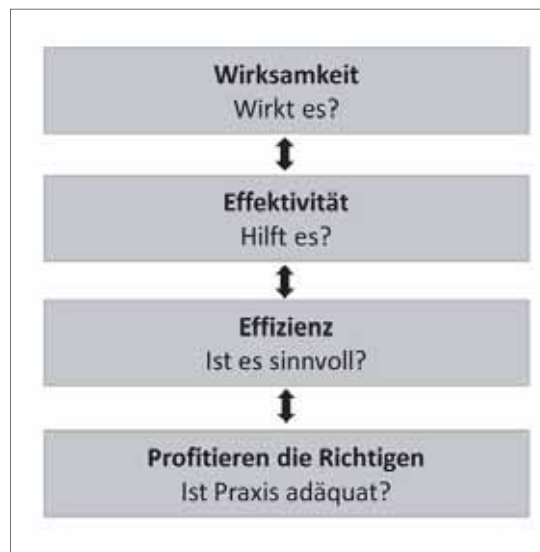 Wirksamkeit
Wirkt es?
Effektivität
Hilft es?
Effizienz
Ist es sinnvoll?
Profitieren die Richtigen
Ist Praxis adäquat?